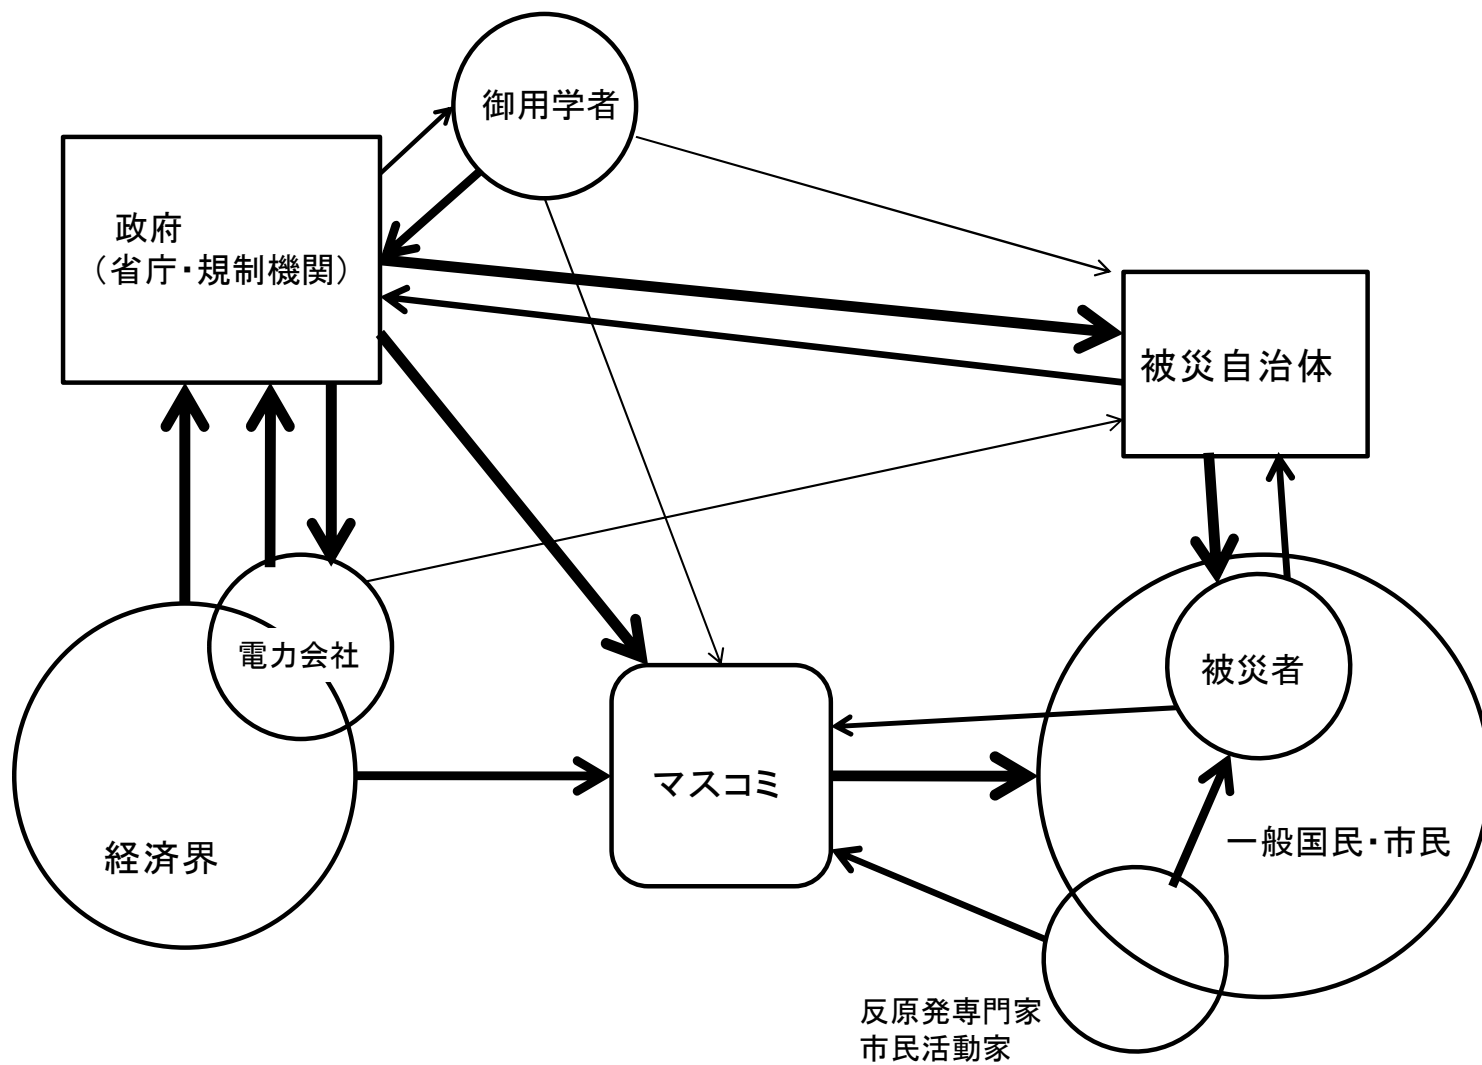 御用学者
政府
（省庁・規制機関）
被災自治体
電力会社
被災者
マスコミ
一般国民・市民
経済界
反原発専門家
市民活動家